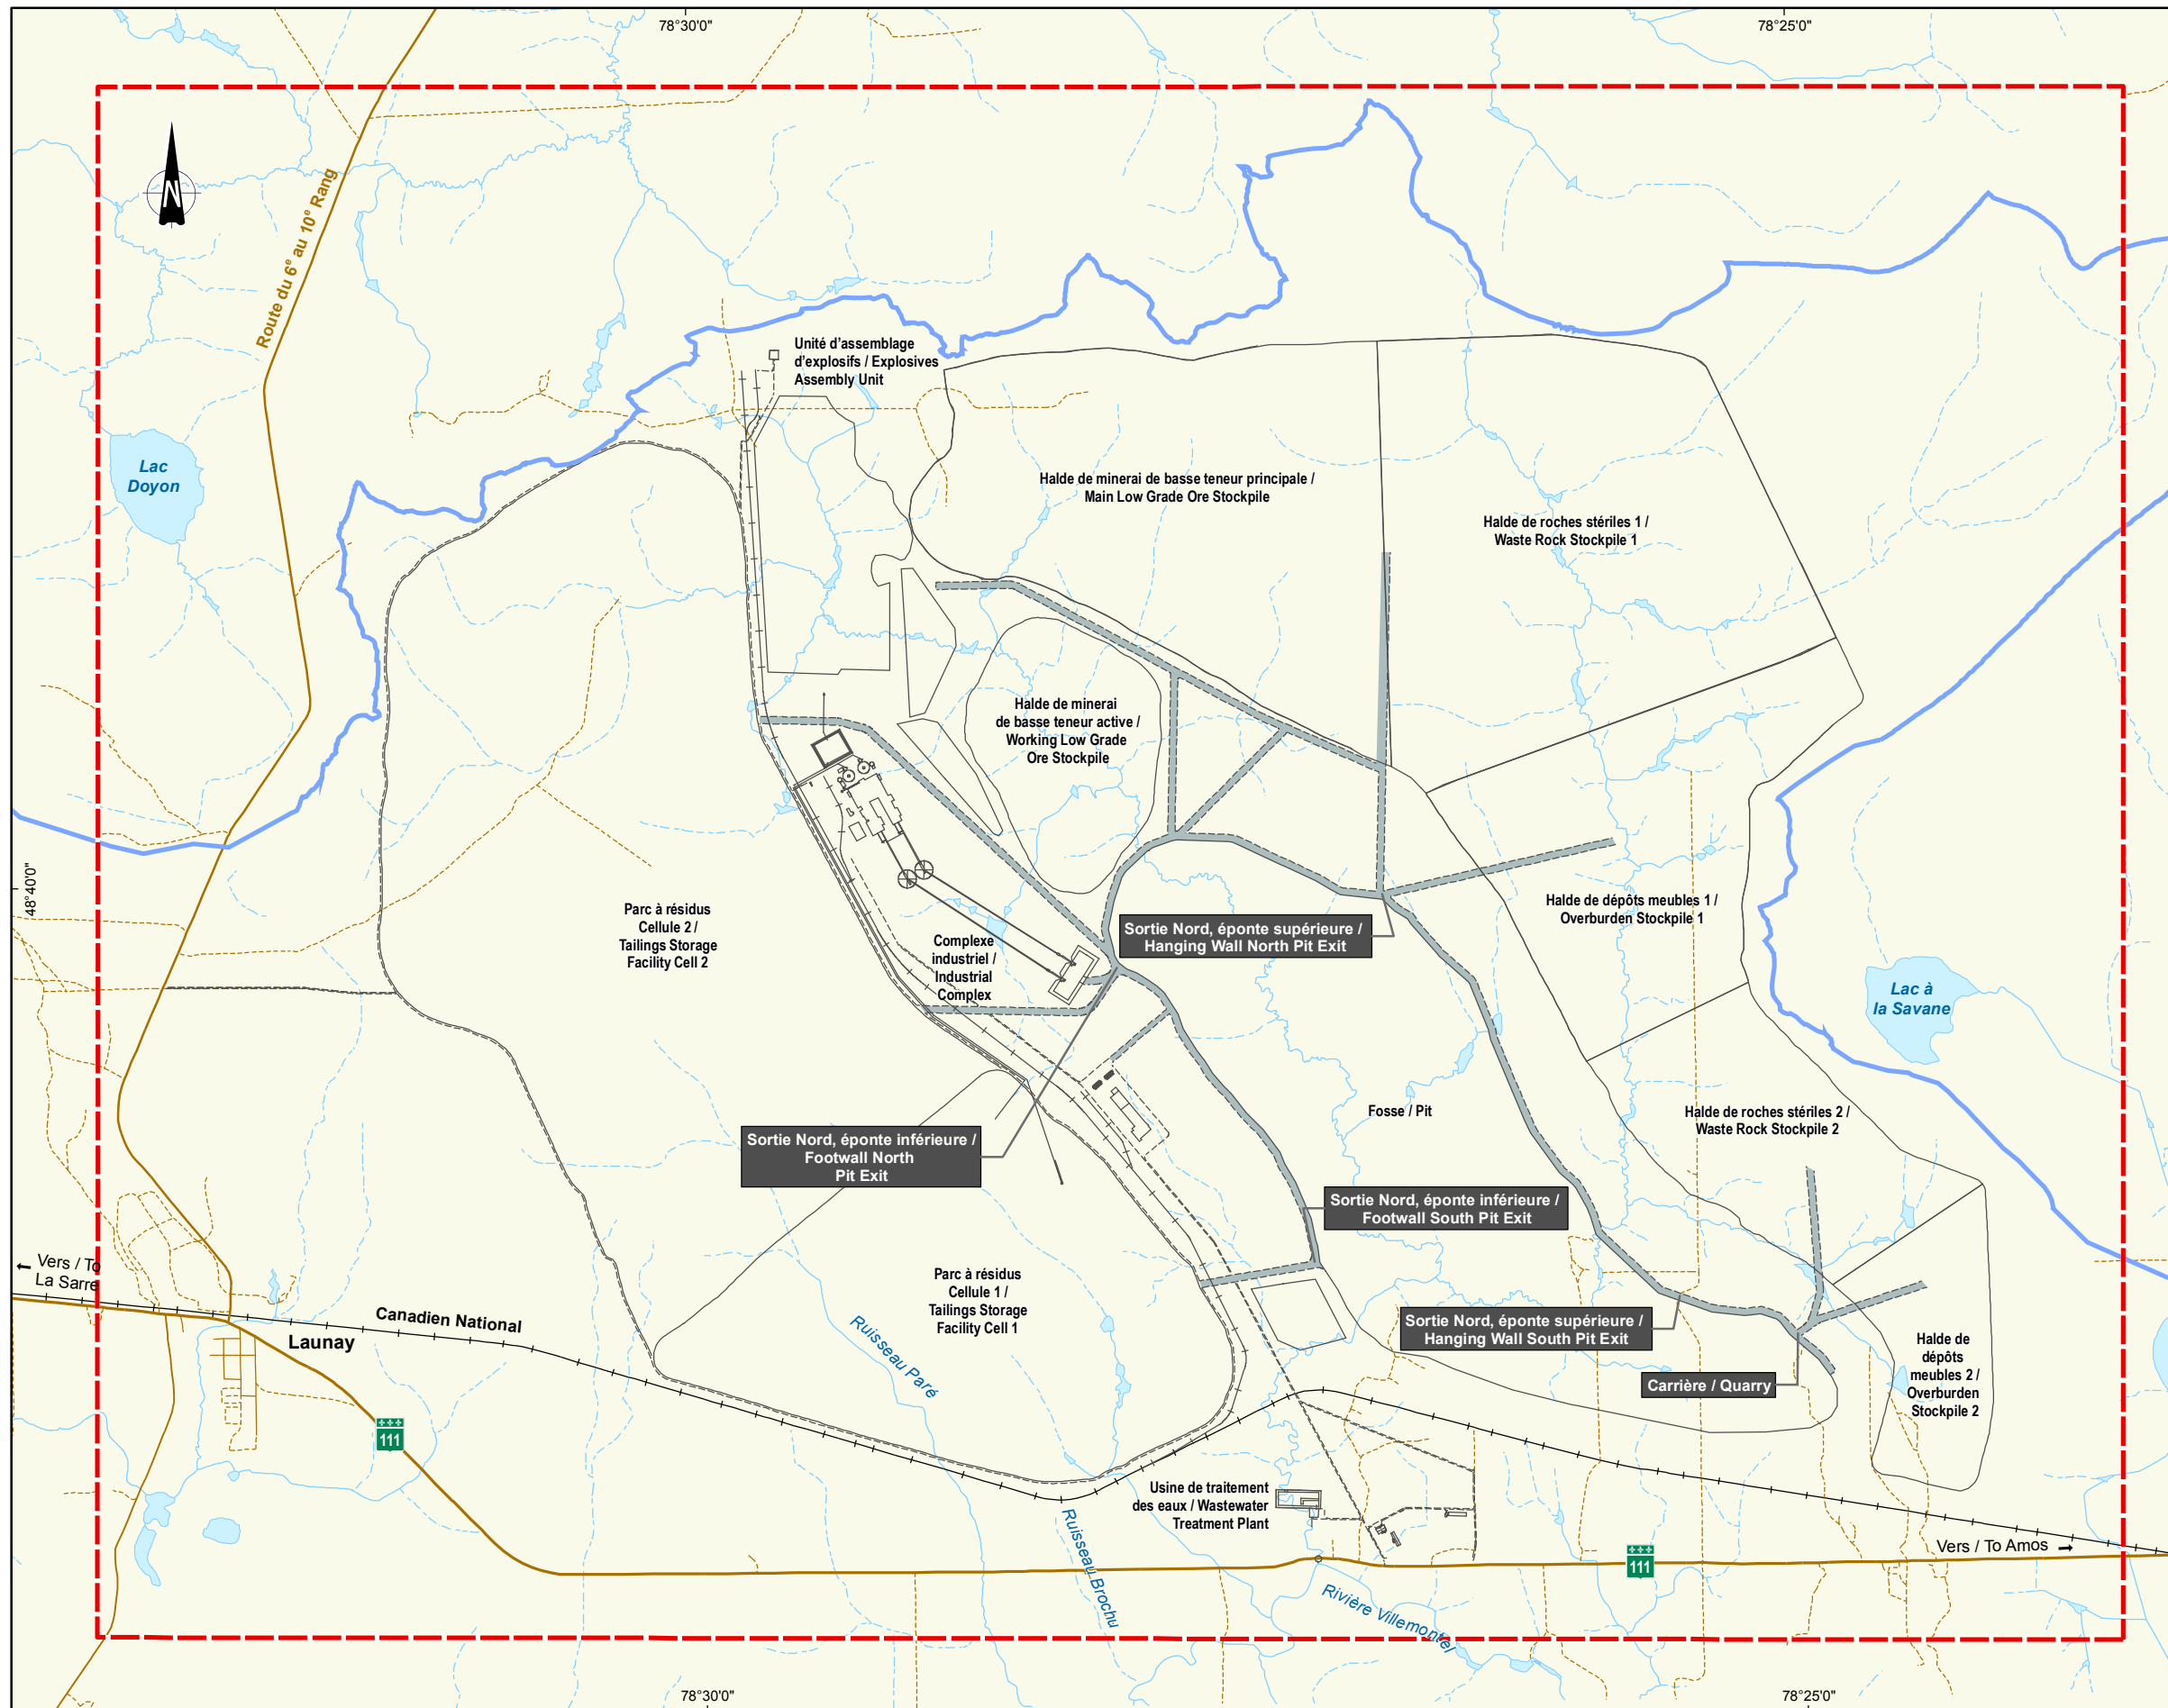 78°30'0"
78°25'0"
N
Route du 6e au 10e Rang
Unité d'assemblage
d'explosifs / Explosives
Assembly Unit
Lac
Doyon
Halde de minerai de basse teneur principale /
Main Low Grade Ore Stockpile
Halde de roches stériles 1 /
Waste Rock Stockpile 1
Halde de minerai
de basse teneur active /
Working Low Grade
Ore Stockpile
48°40'0"
Parc à résidus
Cellule 2 /
Tailings Storage
Facility Cell 2
Complexe
industriel /
Industrial
Complex
Sortie Nord, éponte supérieure /
Hanging Wall North Pit Exit
Halde de dépôts meubles 1 /
Overburden Stockpile 1
Lac à
la Savane
Fosse / Pit
Halde de roches stériles 2 /
Waste Rock Stockpile 2
Sortie Nord, éponte inférieure /
Footwall North
Pit Exit
Sortie Nord, éponte inférieure /
Footwall South Pit Exit
Vers / To
La Sarre
Parc à résidus
Cellule 1 /
Tailings Storage
Facility Cell 1
Canadien National
Launay
Ruisseau Paré
Sortie Nord, éponte supérieure /
Hanging Wall South Pit Exit
Carrière / Quarry
Halde de
dépôts
meubles 2 /
Overburden
Stockpile 2
111
Usine de traitement
des eaux / Wastewater
Treatment Plant
Ruisseau Brochu
Rivière Villemontel
111
Vers / To Amos
78°30'0"
78°25'0"